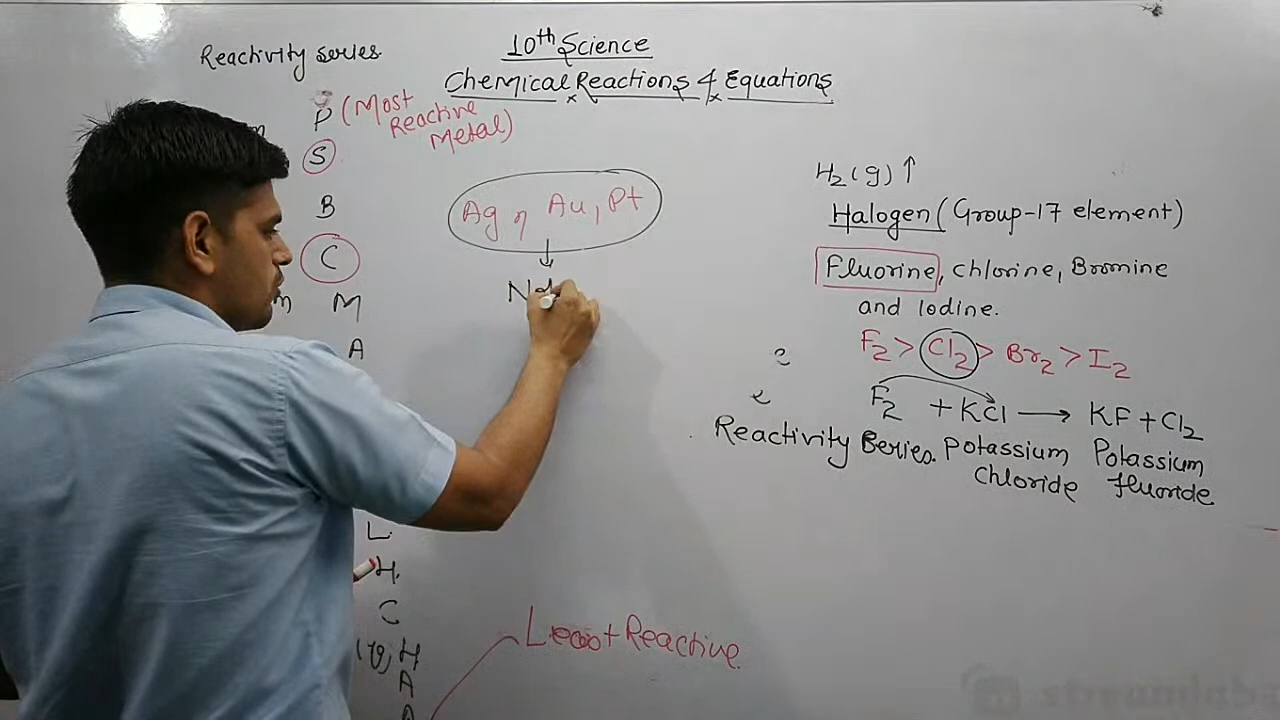 Reactivity series
10th Science
Chemical Reactions & Equations
P (Most
Reactive
Metal)
S
B
C
M
A
L
H
C
H
A
Ag, Au, Pt
Least Reactive
H2(g) ↑
Halogen (Group-17 element)
Fluorine, Chlorine, Bromine
and Iodine.
F2 > Cl2 > Br2 > I2
F2 + KCl → KF + Cl2
Reactivity Series. Potassium Potassium
Chloride fluoride.